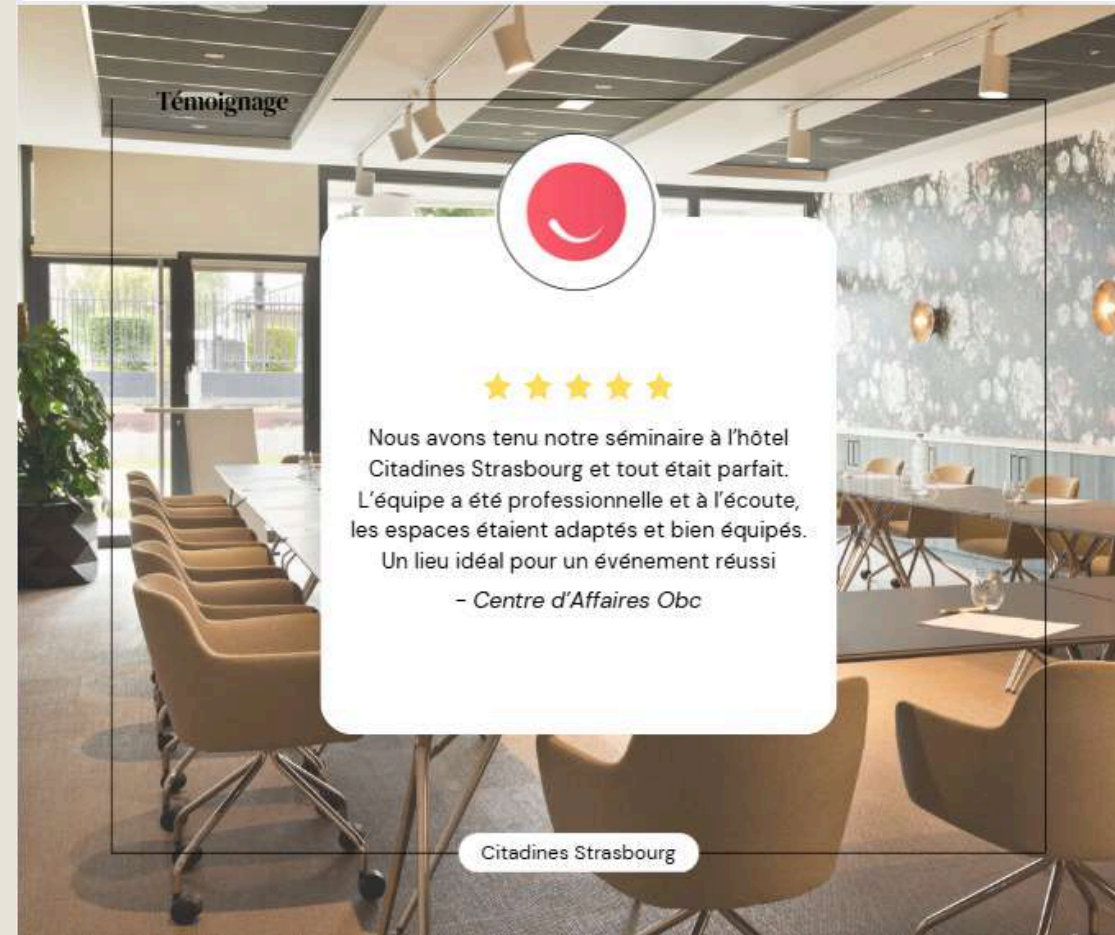 Témoignage
Nous avons tenu notre séminaire à l'hôtel
Citadines Strasbourg et tout était parfait.
L'équipe a été professionnelle et à l'écoute,
les espaces étaient adaptés et bien équipés.
Un lieu idéal pour un événement réussi
- Centre d'Affaires Obc
Citadines Strasbourg